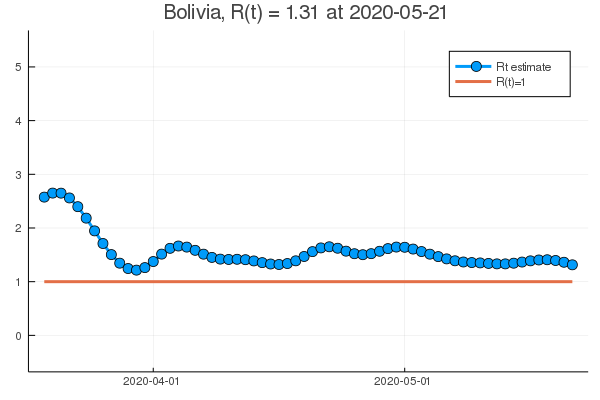 Bolivia, R(t) = 1.31 at 2020-05-21
5
4
3
2
1
0
Rt estimate
R(t)=1
2020-04-01
2020-05-01